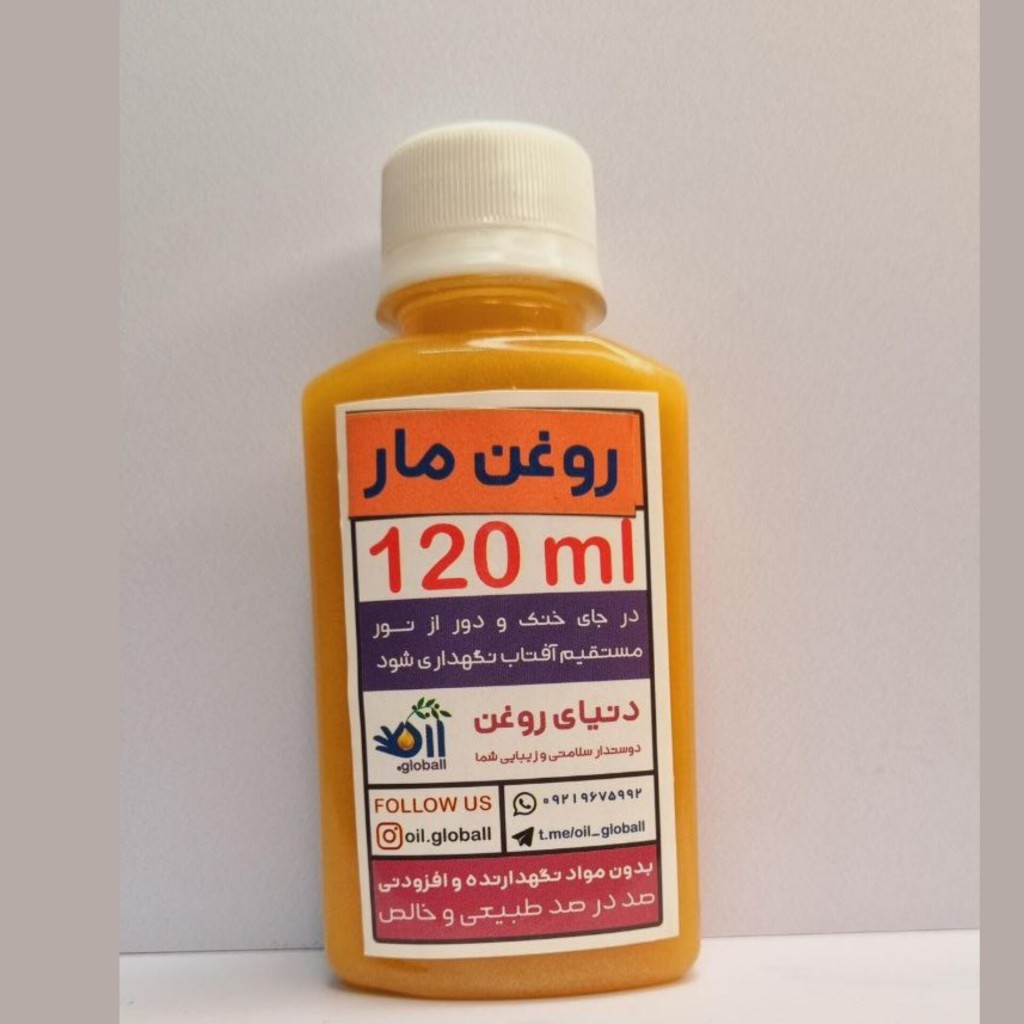 روغن مار
120 ml
در جای خنک و دور از نــور
مستقیم آفتاب نگهداری شود
دنیای روغن
دوستدار سلامتی و زیبایی شما
oil
.globall
FOLLOW US
oil.globall
۰۹۲۱۹۶۷۵۹۹۲
t.me/oil_globall
بدون مواد نگهدارنده و افزودنی
صد در صد طبیعی و خالص